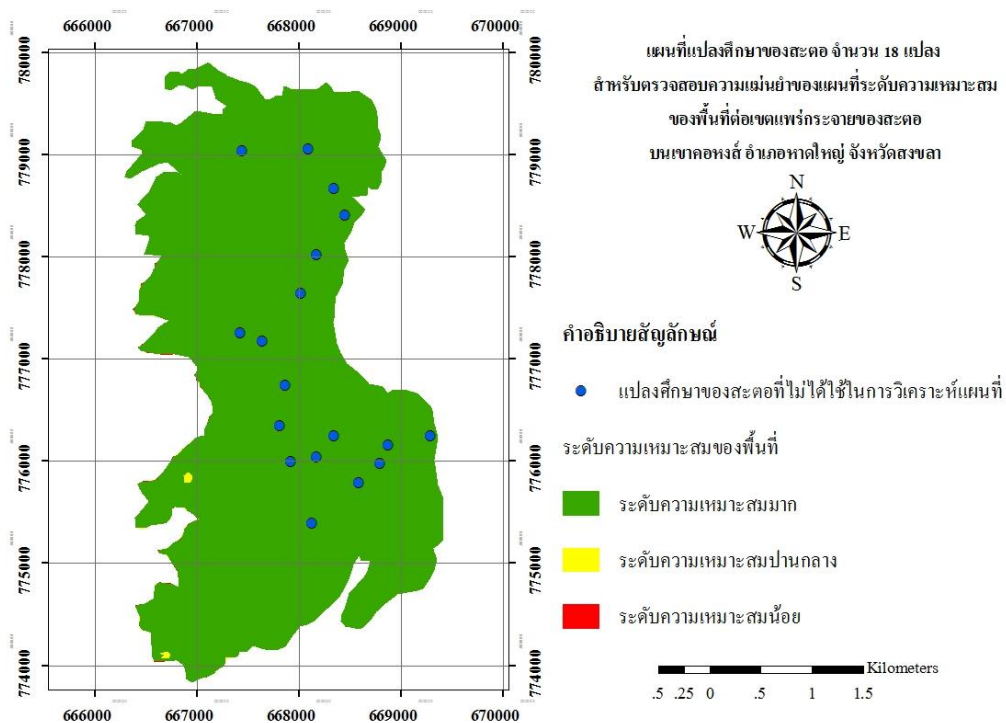 666000 667000 668000 669000 670000
แผนที่แปลงศึกษาของสะตอ จำนวน 18 แปลง
สำหรับตรวจสอบความแม่นยำของแผนที่ระดับความเหมาะสม
ของพื้นที่ต่อเขตแพร่กระจายของสะตอ
บนเขาคอหงส์ อำเภอหาดใหญ่ จังหวัดสงขลา
N
W E
S
780000 780000
779000 779000
778000 778000
777000 777000
776000 776000
775000 775000
774000 774000
คำอธิบายสัญลักษณ์
แปลงศึกษาของสะตอที่ไม่ได้ใช้ในการวิเคราะห์แผนที่
ระดับความเหมาะสมของพื้นที่
ระดับความเหมาะสมมาก
ระดับความเหมาะสมปานกลาง
ระดับความเหมาะสมน้อย
Kilometers
.5 .25 0 .5 1 1.5
666000 667000 668000 669000 670000